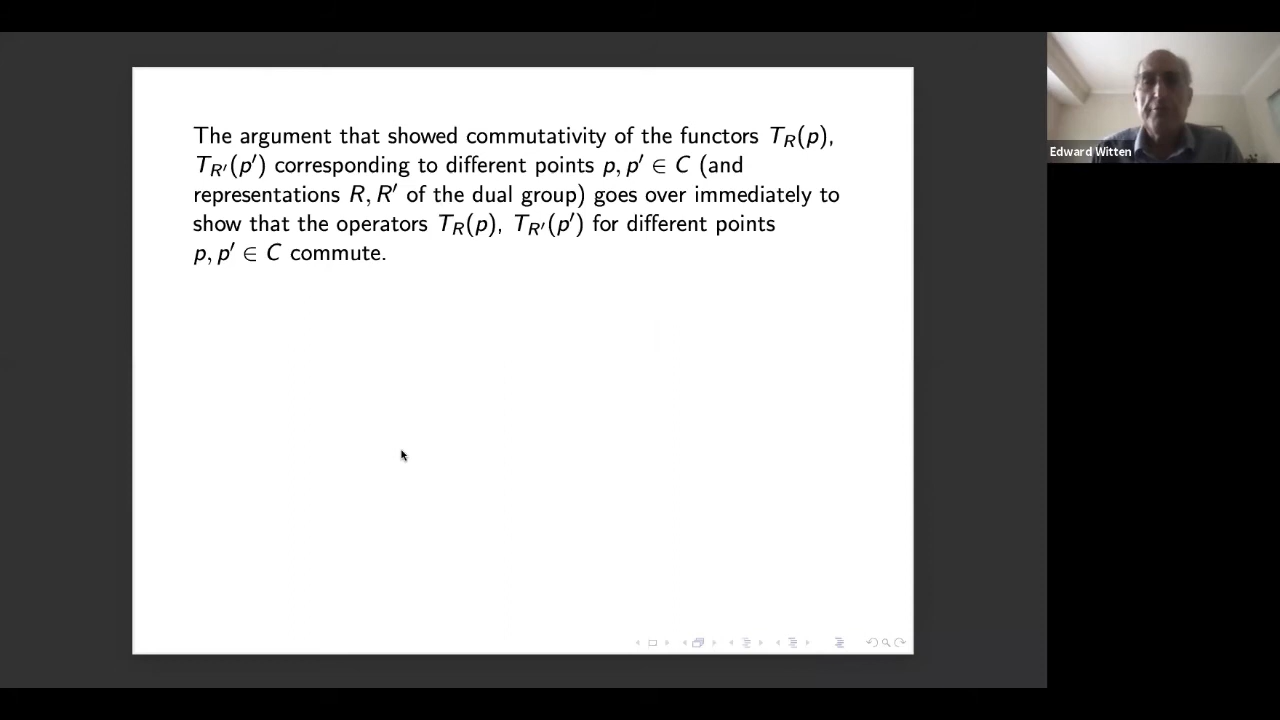 The argument that showed commutativity of the functors T_R(p),
T_{R′}(p′) corresponding to different points p, p′ ∈ C (and
representations R, R′ of the dual group) goes over immediately to
show that the operators T_R(p), T_{R′}(p′) for different points
p, p′ ∈ C commute.
Edward Witten